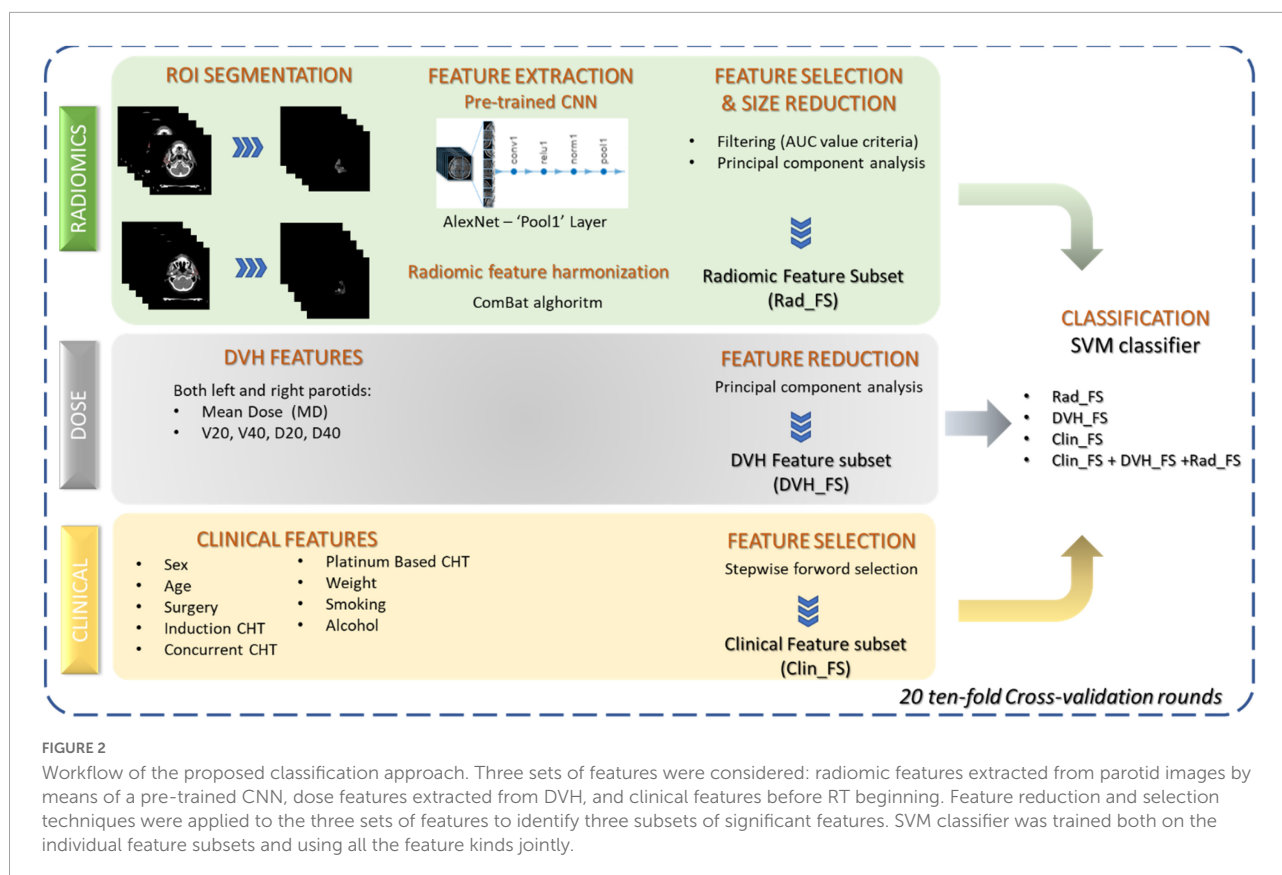 RADIOMICS
ROI SEGMENTATION
FEATURE EXTRACTION
Pre-trained CNN
conv1
relu1
norm1
pool1
AlexNet – 'Pool1' Layer
Radiomic feature harmonization
ComBat alghoritm
FEATURE SELECTION
& SIZE REDUCTION
• Filtering (AUC value criteria)
• Principal component analysis
Radiomic Feature Subset
(Rad_FS)
DOSE
DVH FEATURES
Both left and right parotids:
• Mean Dose (MD)
• V20, V40, D20, D40
FEATURE REDUCTION
Principal component analysis
DVH Feature subset
(DVH_FS)
CLINICAL
CLINICAL FEATURES
• Sex
• Age
• Surgery
• Induction CHT
• Concurrent CHT
• Platinum Based CHT
• Weight
• Smoking
• Alcohol
FEATURE SELECTION
Stepwise forword selection
Clinical Feature subset
(Clin_FS)
CLASSIFICATION
SVM classifier
• Rad_FS
• DVH_FS
• Clin_FS
• Clin_FS + DVH_FS +Rad_FS
20 ten-fold Cross-validation rounds
FIGURE 2
Workflow of the proposed classification approach. Three sets of features were considered: radiomic features extracted from parotid images by
means of a pre-trained CNN, dose features extracted from DVH, and clinical features before RT beginning. Feature reduction and selection
techniques were applied to the three sets of features to identify three subsets of significant features. SVM classifier was trained both on the
individual feature subsets and using all the feature kinds jointly.